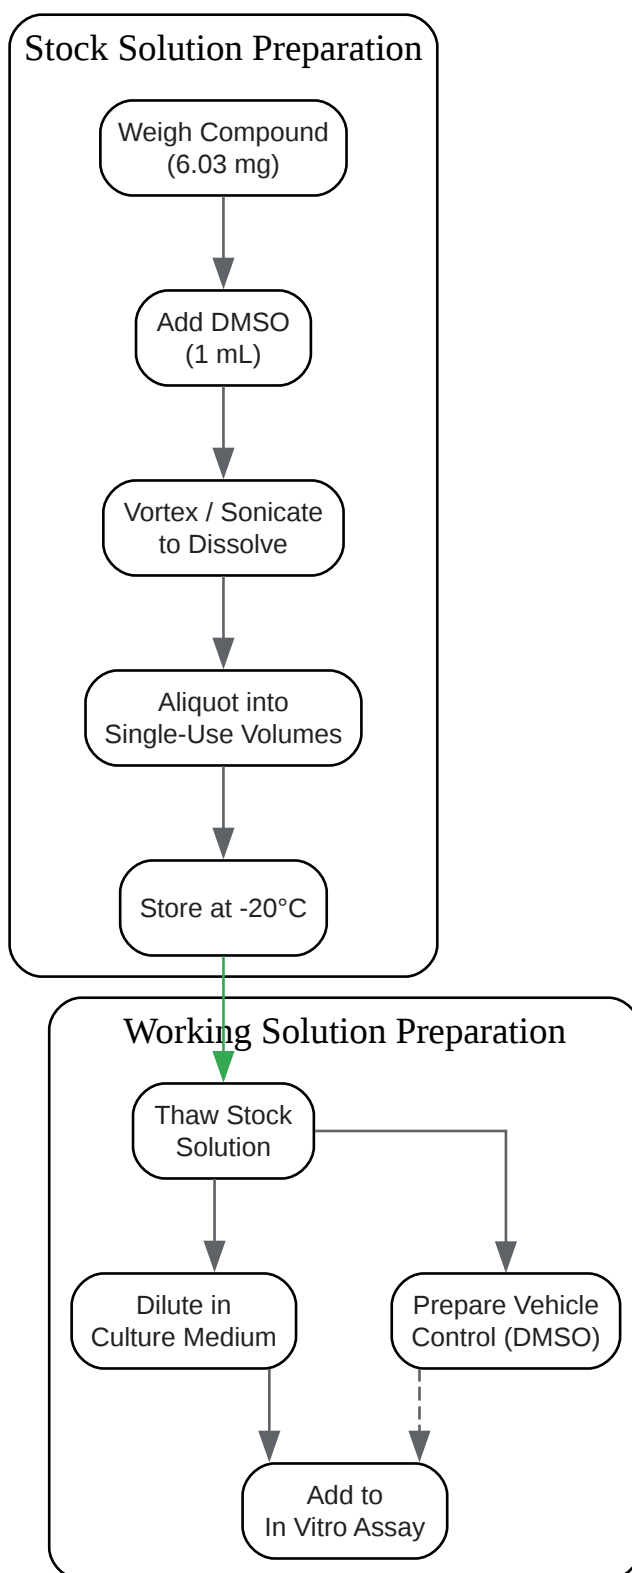 Stock Solution Preparation
Weigh Compound
(6.03 mg)
Add DMSO
(1 mL)
Vortex / Sonicate
to Dissolve
Aliquot into
Single-Use Volumes
Store at -20°C
Working Solution Preparation
Thaw Stock
Solution
Dilute in
Culture Medium
Prepare Vehicle
Control (DMSO)
Add to
In Vitro Assay